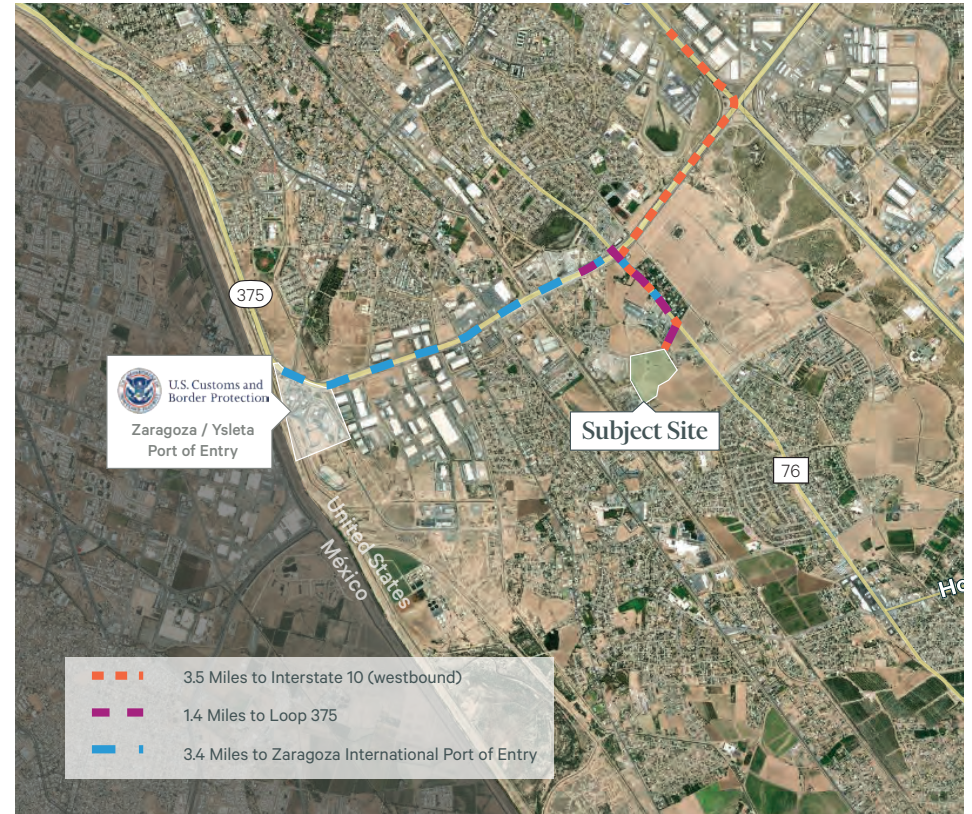 375
U.S. Customs and
Border Protection
Zaragoza / Ysleta
Port of Entry
Subject Site
76
United States
México
Ho
3.5 Miles to Interstate 10 (westbound)
1.4 Miles to Loop 375
3.4 Miles to Zaragoza International Port of Entry